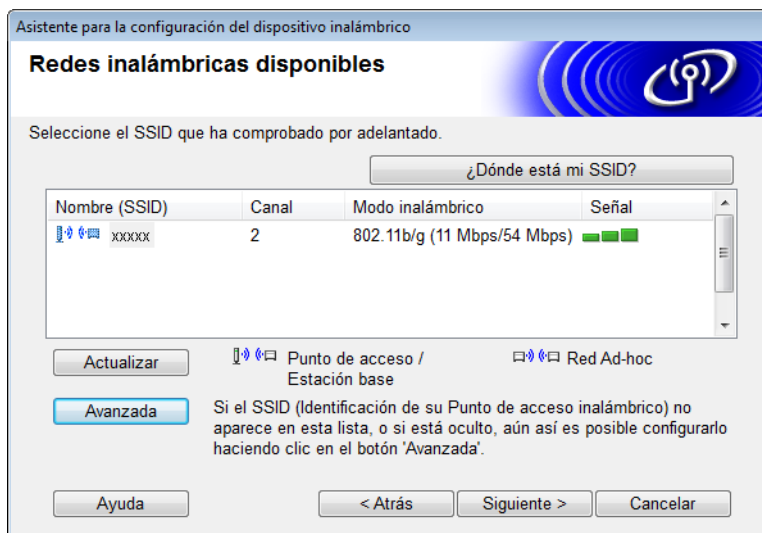 Asistente para la configuración del dispositivo inalámbrico
Redes inalámbricas disponibles
Seleccione el SSID que ha comprobado por adelantado.
¿Dónde está mi SSID?
Nombre (SSID) Canal Modo inalámbrico Señal
xxxxx 2 802.11b/g (11 Mbps/54 Mbps)
Actualizar
Punto de acceso /
Estación base
Red Ad-hoc
Avanzada
Si el SSID (Identificación de su Punto de acceso inalámbrico) no
aparece en esta lista, o si está oculto, aún así es posible configurarlo
haciendo clic en el botón 'Avanzada'.
Ayuda < Atrás Siguiente > Cancelar